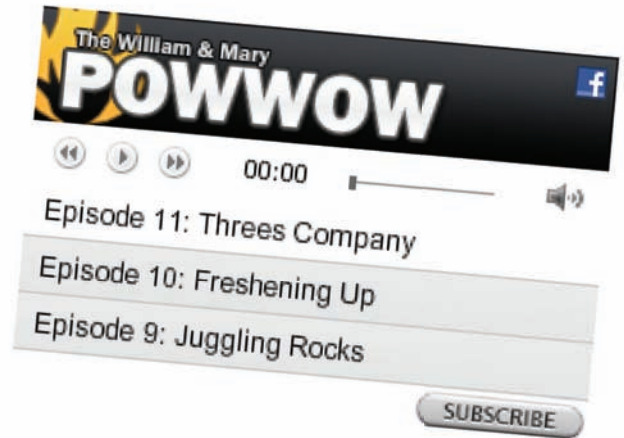 The William & Mary
POWWOW
f
00:00
Episode 11: Threes Company
Episode 10: Freshening Up
Episode 9: Juggling Rocks
SUBSCRIBE